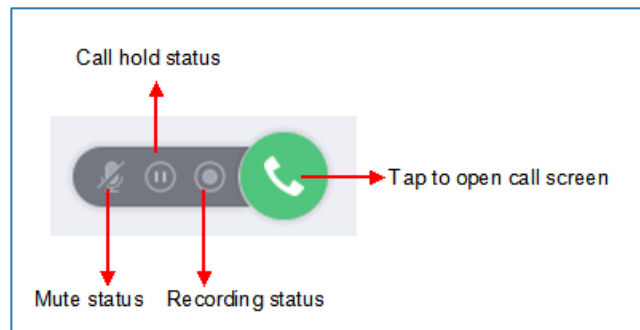 Call hold status
Tap to open call screen
Mute status
Recording status